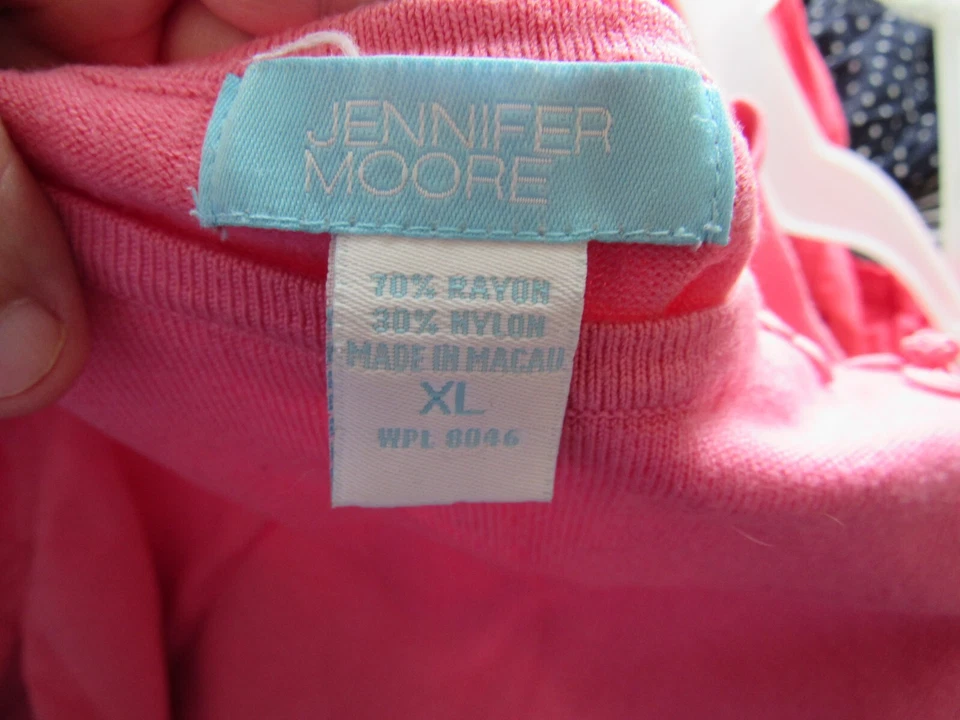 JENNIFER
MOORE
70% RAYON
30% NYLON
MADE IN MACAU
XL
WPL 8046